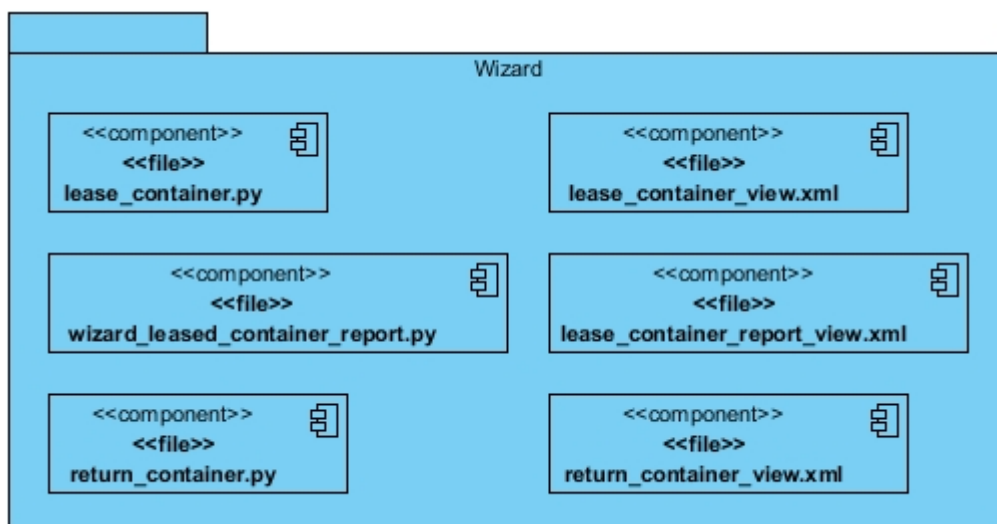 Wizard
<<component>>
<<file>>
lease_container.py
<<component>>
<<file>>
lease_container_view.xml
<<component>>
<<file>>
wizard_leased_container_report.py
<<component>>
<<file>>
lease_container_report_view.xml
<<component>>
<<file>>
return_container.py
<<component>>
<<file>>
return_container_view.xml